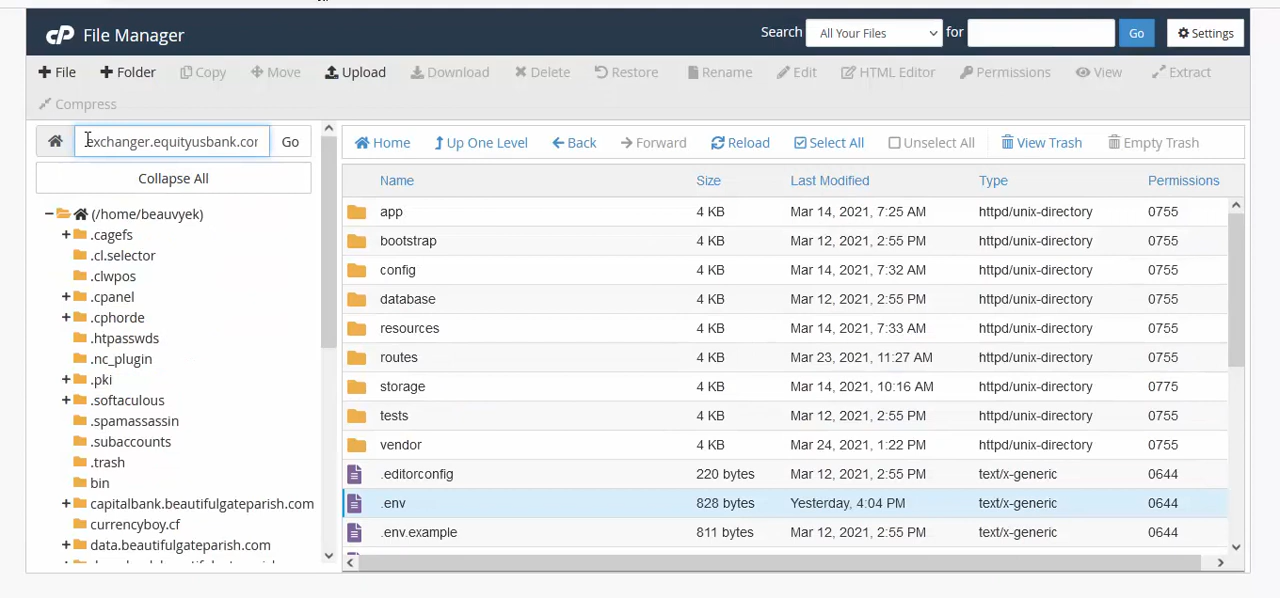 cP File Manager
Search All Your Files for Go Settings
File Folder Copy Move Upload Download Delete Restore Rename Edit HTML Editor Permissions View Extract
Compress
exchanger.equityusbank.cor Go
Home Up One Level Back Forward Reload Select All Unselect All View Trash Empty Trash
Collapse All
Name Size Last Modified Type Permissions
(/home/beauvyek)
.cagefs
.cl.selector
.clwpos
.cpanel
.cphorde
.htpasswds
.nc_plugin
.pki
.softaculous
.spamassassin
.subaccounts
.trash
bin
capitalbank.beautifulgateparish.com
currencyboy.cf
data.beautifulgateparish.com
app 4 KB Mar 14, 2021, 7:25 AM httpd/unix-directory 0755
bootstrap 4 KB Mar 12, 2021, 2:55 PM httpd/unix-directory 0755
config 4 KB Mar 14, 2021, 7:32 AM httpd/unix-directory 0755
database 4 KB Mar 12, 2021, 2:55 PM httpd/unix-directory 0755
resources 4 KB Mar 14, 2021, 7:33 AM httpd/unix-directory 0755
routes 4 KB Mar 23, 2021, 11:27 AM httpd/unix-directory 0755
storage 4 KB Mar 14, 2021, 10:16 AM httpd/unix-directory 0775
tests 4 KB Mar 12, 2021, 2:55 PM httpd/unix-directory 0755
vendor 4 KB Mar 24, 2021, 1:22 PM httpd/unix-directory 0755
.editorconfig 220 bytes Mar 12, 2021, 2:55 PM text/x-generic 0644
.env 828 bytes Yesterday, 4:04 PM text/x-generic 0644
.env.example 811 bytes Mar 12, 2021, 2:55 PM text/x-generic 0644